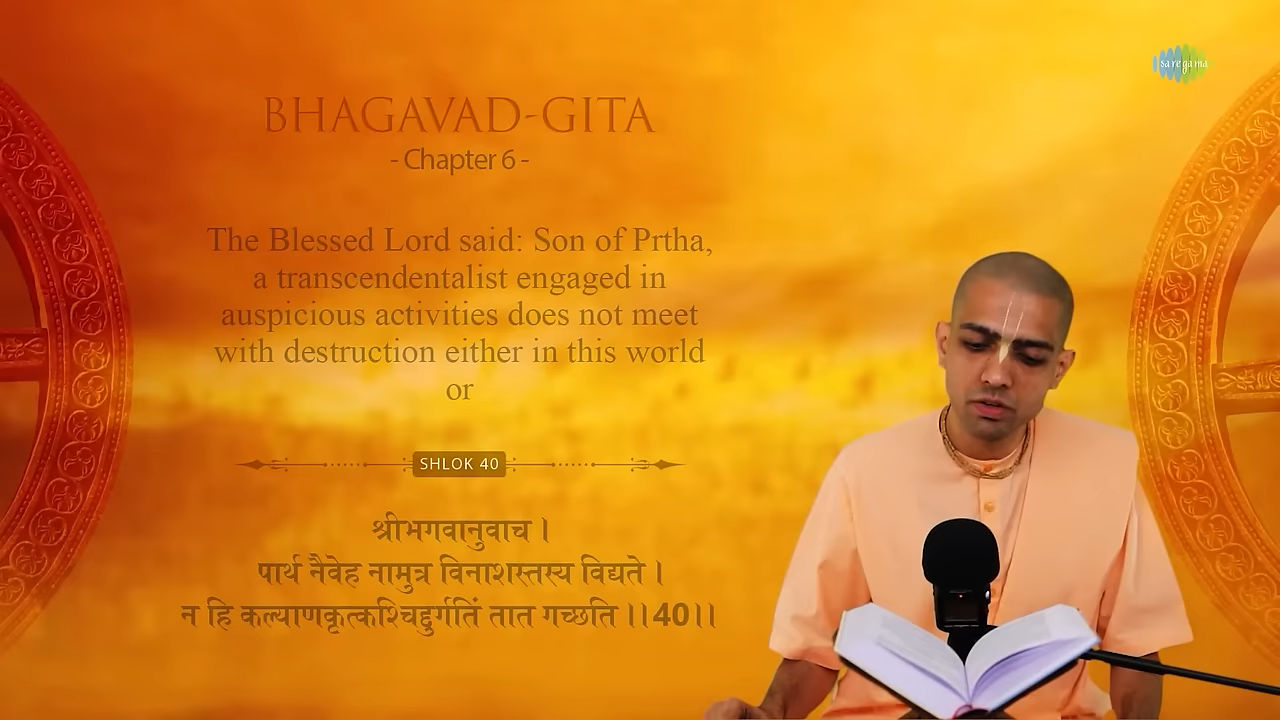 saregama
BHAGAVAD-GITA
- Chapter 6 -
The Blessed Lord said: Son of Prtha,
a transcendentalist engaged in
auspicious activities does not meet
with destruction either in this world
or
SHLOK 40
श्रीभगवानुवाच ।
पार्थ नैवेह नामुत्र विनाशस्तस्य विद्यते ।
न हि कल्याणकृत्कश्चिद्दुर्गतिं तात गच्छति ।।40।।